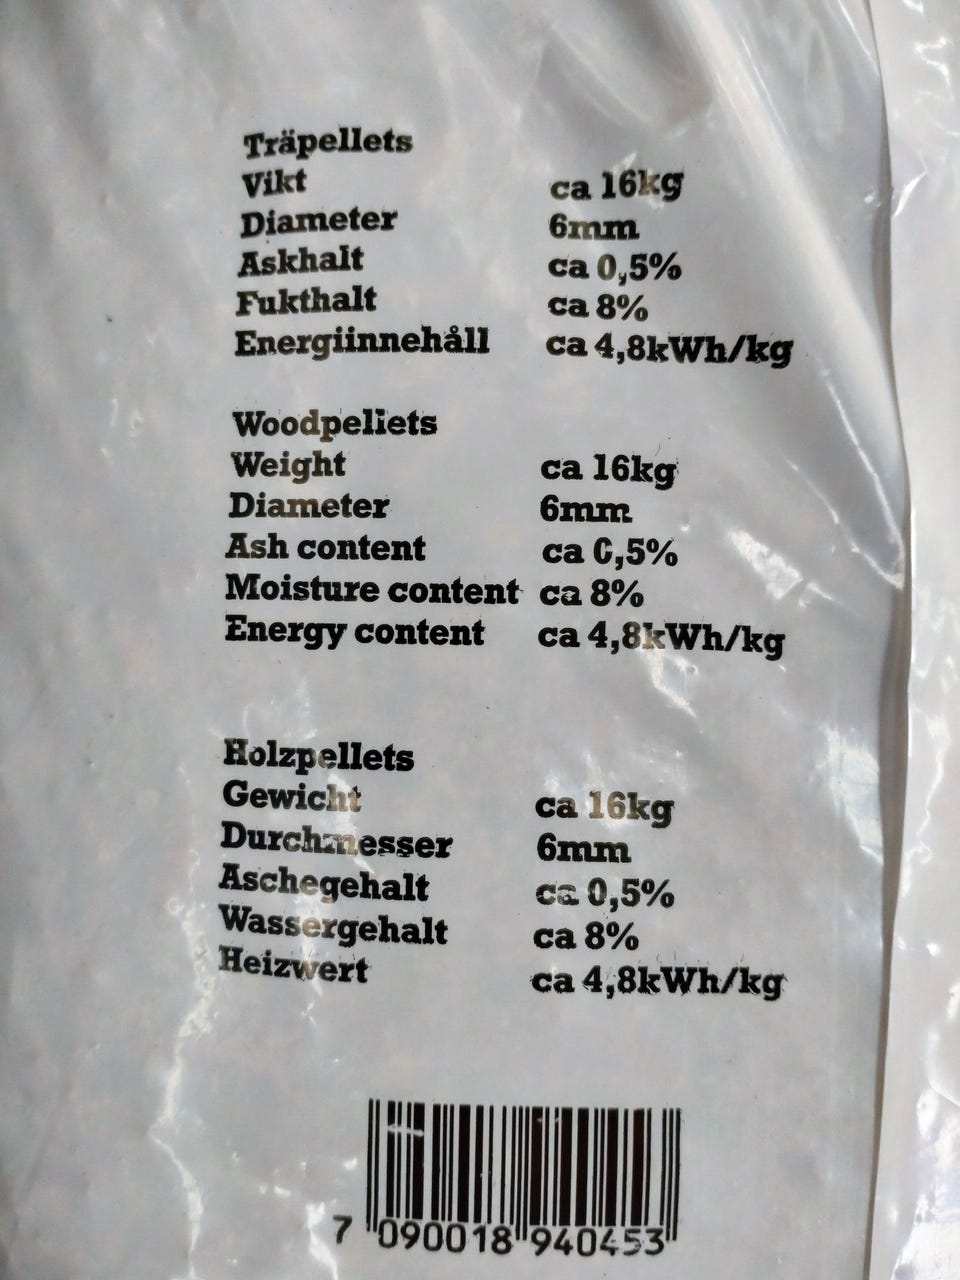 Träpellets
Vikt ca 16kg
Diameter 6mm
Askhalt ca 0,5%
Fukthalt ca 8%
Energiinnehåll ca 4,8kWh/kg
Woodpellets
Weight ca 16kg
Diameter 6mm
Ash content ca 0,5%
Moisture content ca 8%
Energy content ca 4,8kWh/kg
Holzpellets
Gewicht ca 16kg
Durchmesser 6mm
Aschegehalt ca 0,5%
Wassergehalt ca 8%
Heizwert ca 4,8kWh/kg
7 090018 940453